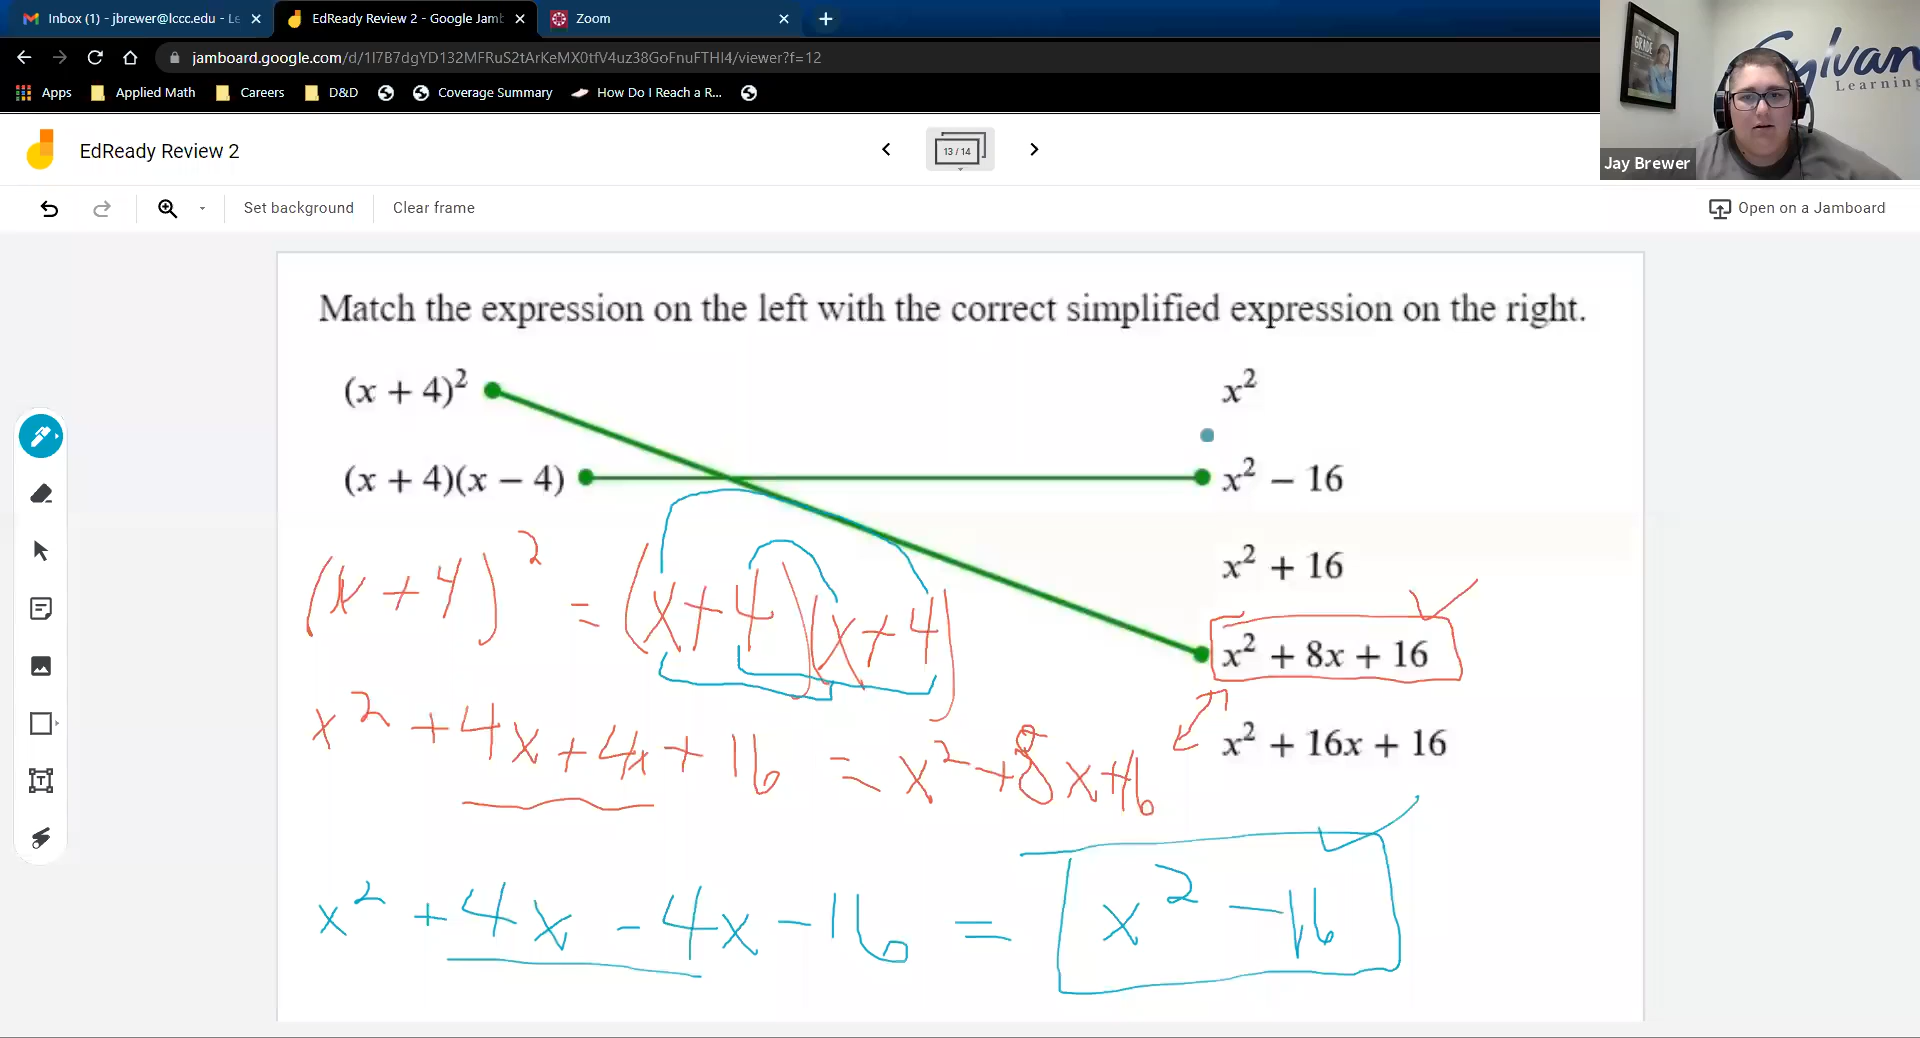 Inbox (1) - jbrewer@lccc.edu - Le
EdReady Review 2 - Google Jamb
Zoom
jamboard.google.com/d/1I7B7dgYD132MFRuS2tArKeMX0tfV4uz38GoFnuFTHI4/viewer?f=12
Apps
Applied Math
Careers
D&D
Coverage Summary
How Do I Reach a R...
GRADE
Sylvan
Learning
Jay Brewer
EdReady Review 2
13 / 14
Set background
Clear frame
Open on a Jamboard
Match the expression on the left with the correct simplified expression on the right.
(x + 4)²
x²
(x + 4)(x − 4)
x² − 16
x² + 16
(x + 4)² = (x + 4)(x + 4)
x² + 8x + 16
x² + 4x + 4x + 16 = x² + 8x + 16
x² + 16x + 16
x² + 4x - 4x - 16 = x² - 16